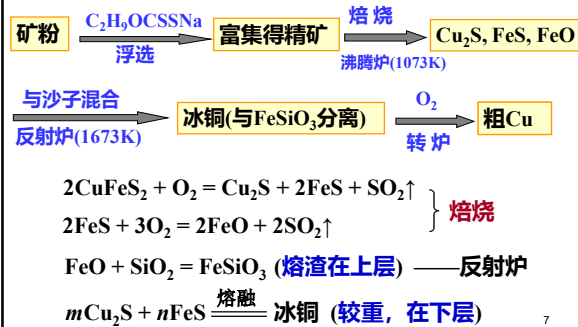 矿粉 C₂H₉OCSSNa 浮选 富集得精矿 焙 烧 沸腾炉(1073K) Cu₂S, FeS, FeO
与沙子混合 反射炉(1673K) 冰铜(与FeSiO₃分离) O₂ 转 炉 粗Cu
2CuFeS₂ + O₂ = Cu₂S + 2FeS + SO₂↑
2FeS + 3O₂ = 2FeO + 2SO₂↑ } 焙烧
FeO + SiO₂ = FeSiO₃ (熔渣在上层) ——反射炉
mCu₂S + nFeS ══熔融══ 冰铜 (较重，在下层)
7